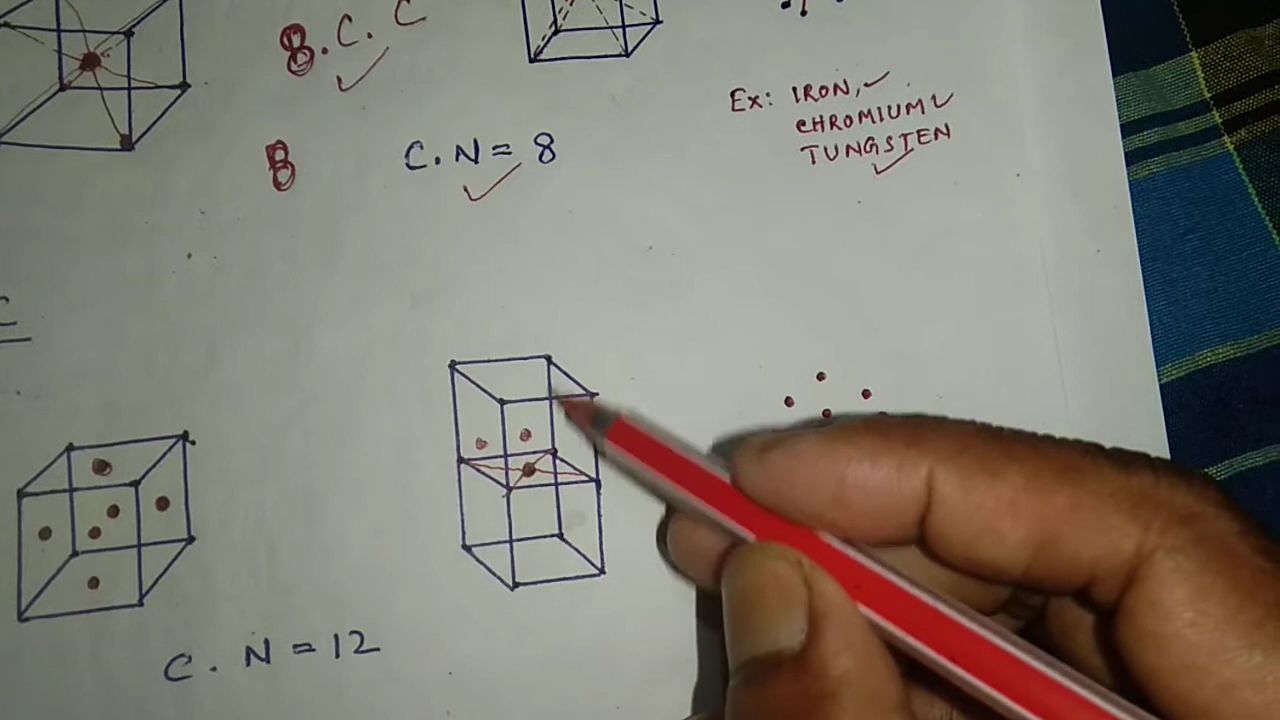 B.C.C
Ex: IRON,
CHROMIUM
TUNGSTEN
B
C.N = 8
C
C.N = 12